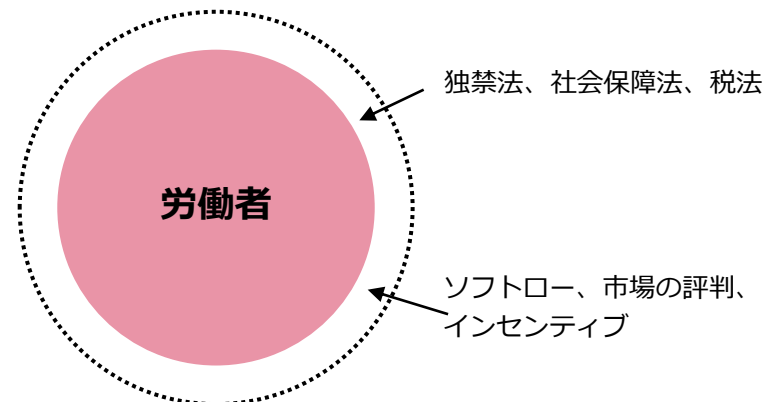 独禁法、社会保障法、税法
労働者
ソフトロー、市場の評判、
インセンティブ